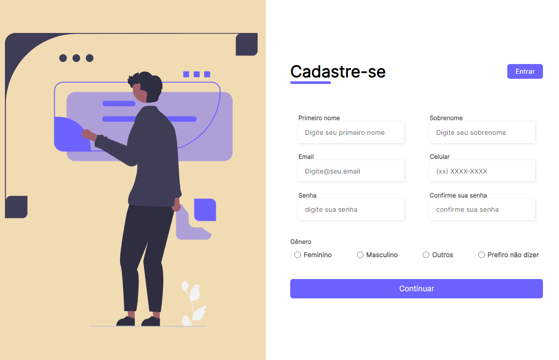 Cadastre-se
Entrar
Primeiro nome
Sobrenome
Digite seu primeiro nome
Digite seu sobrenome
Email
Celular
Digite@seu.email
(xx) XXXX-XXXX
Senha
Confirme sua senha
digite sua senha
confirme sua senha
Gênero
Feminino
Masculino
Outros
Prefiro não dizer
Continuar